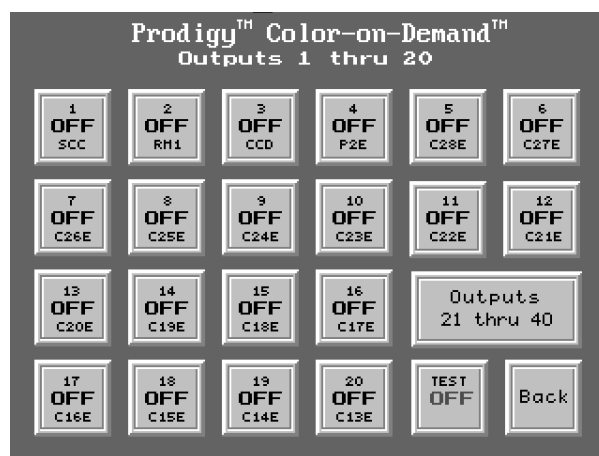 Prodigy™ Color-on-Demand™
Outputs 1 thru 20
1 2 3 4 5 6
OFF OFF OFF OFF OFF OFF
SCC RM1 CCD P2E C28E C27E
7 8 9 10 11 12
OFF OFF OFF OFF OFF OFF
C26E C25E C24E C23E C22E C21E
13 14 15 16
OFF OFF OFF OFF
C20E C19E C18E C17E
Outputs
21 thru 40
17 18 19 20 TEST
OFF OFF OFF OFF OFF
C16E C15E C14E C13E
Back